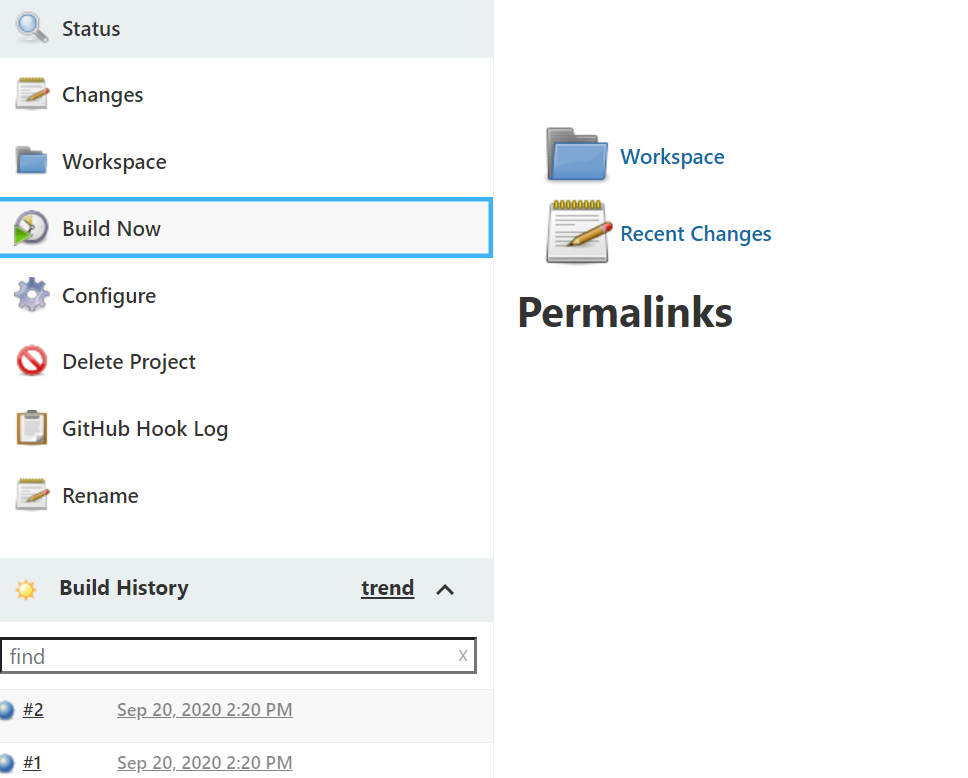 Status
Changes
Workspace
Build Now
Configure
Delete Project
GitHub Hook Log
Rename
Build History trend
find x
#2 Sep 20, 2020 2:20 PM
#1 Sep 20, 2020 2:20 PM
Workspace
Recent Changes
Permalinks